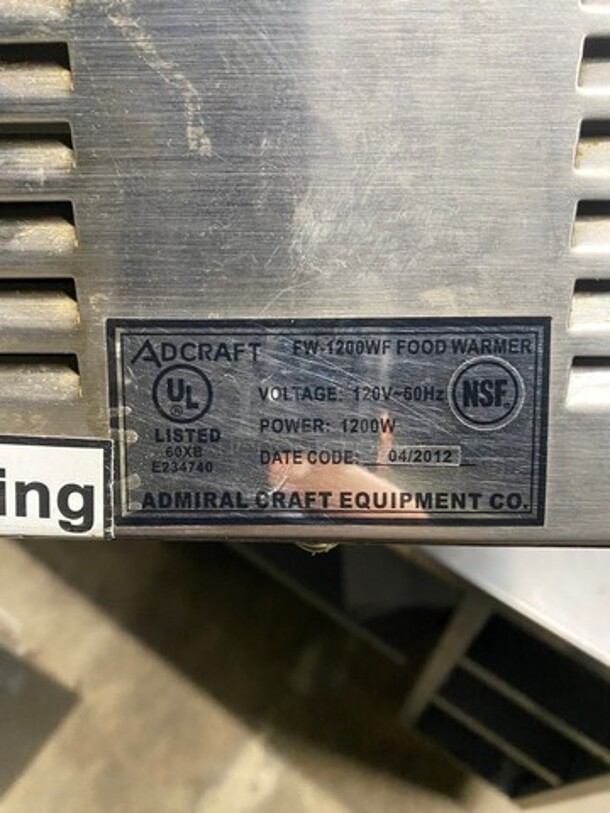 ADCRAFT FW-1200WF FOOD WARMER
UL
®
LISTED
60XB
E234740
VOLTAGE: 120V~60Hz
POWER: 1200W
DATE CODE: 04/2012
NSF.
ing
ADMIRAL CRAFT EQUIPMENT CO.